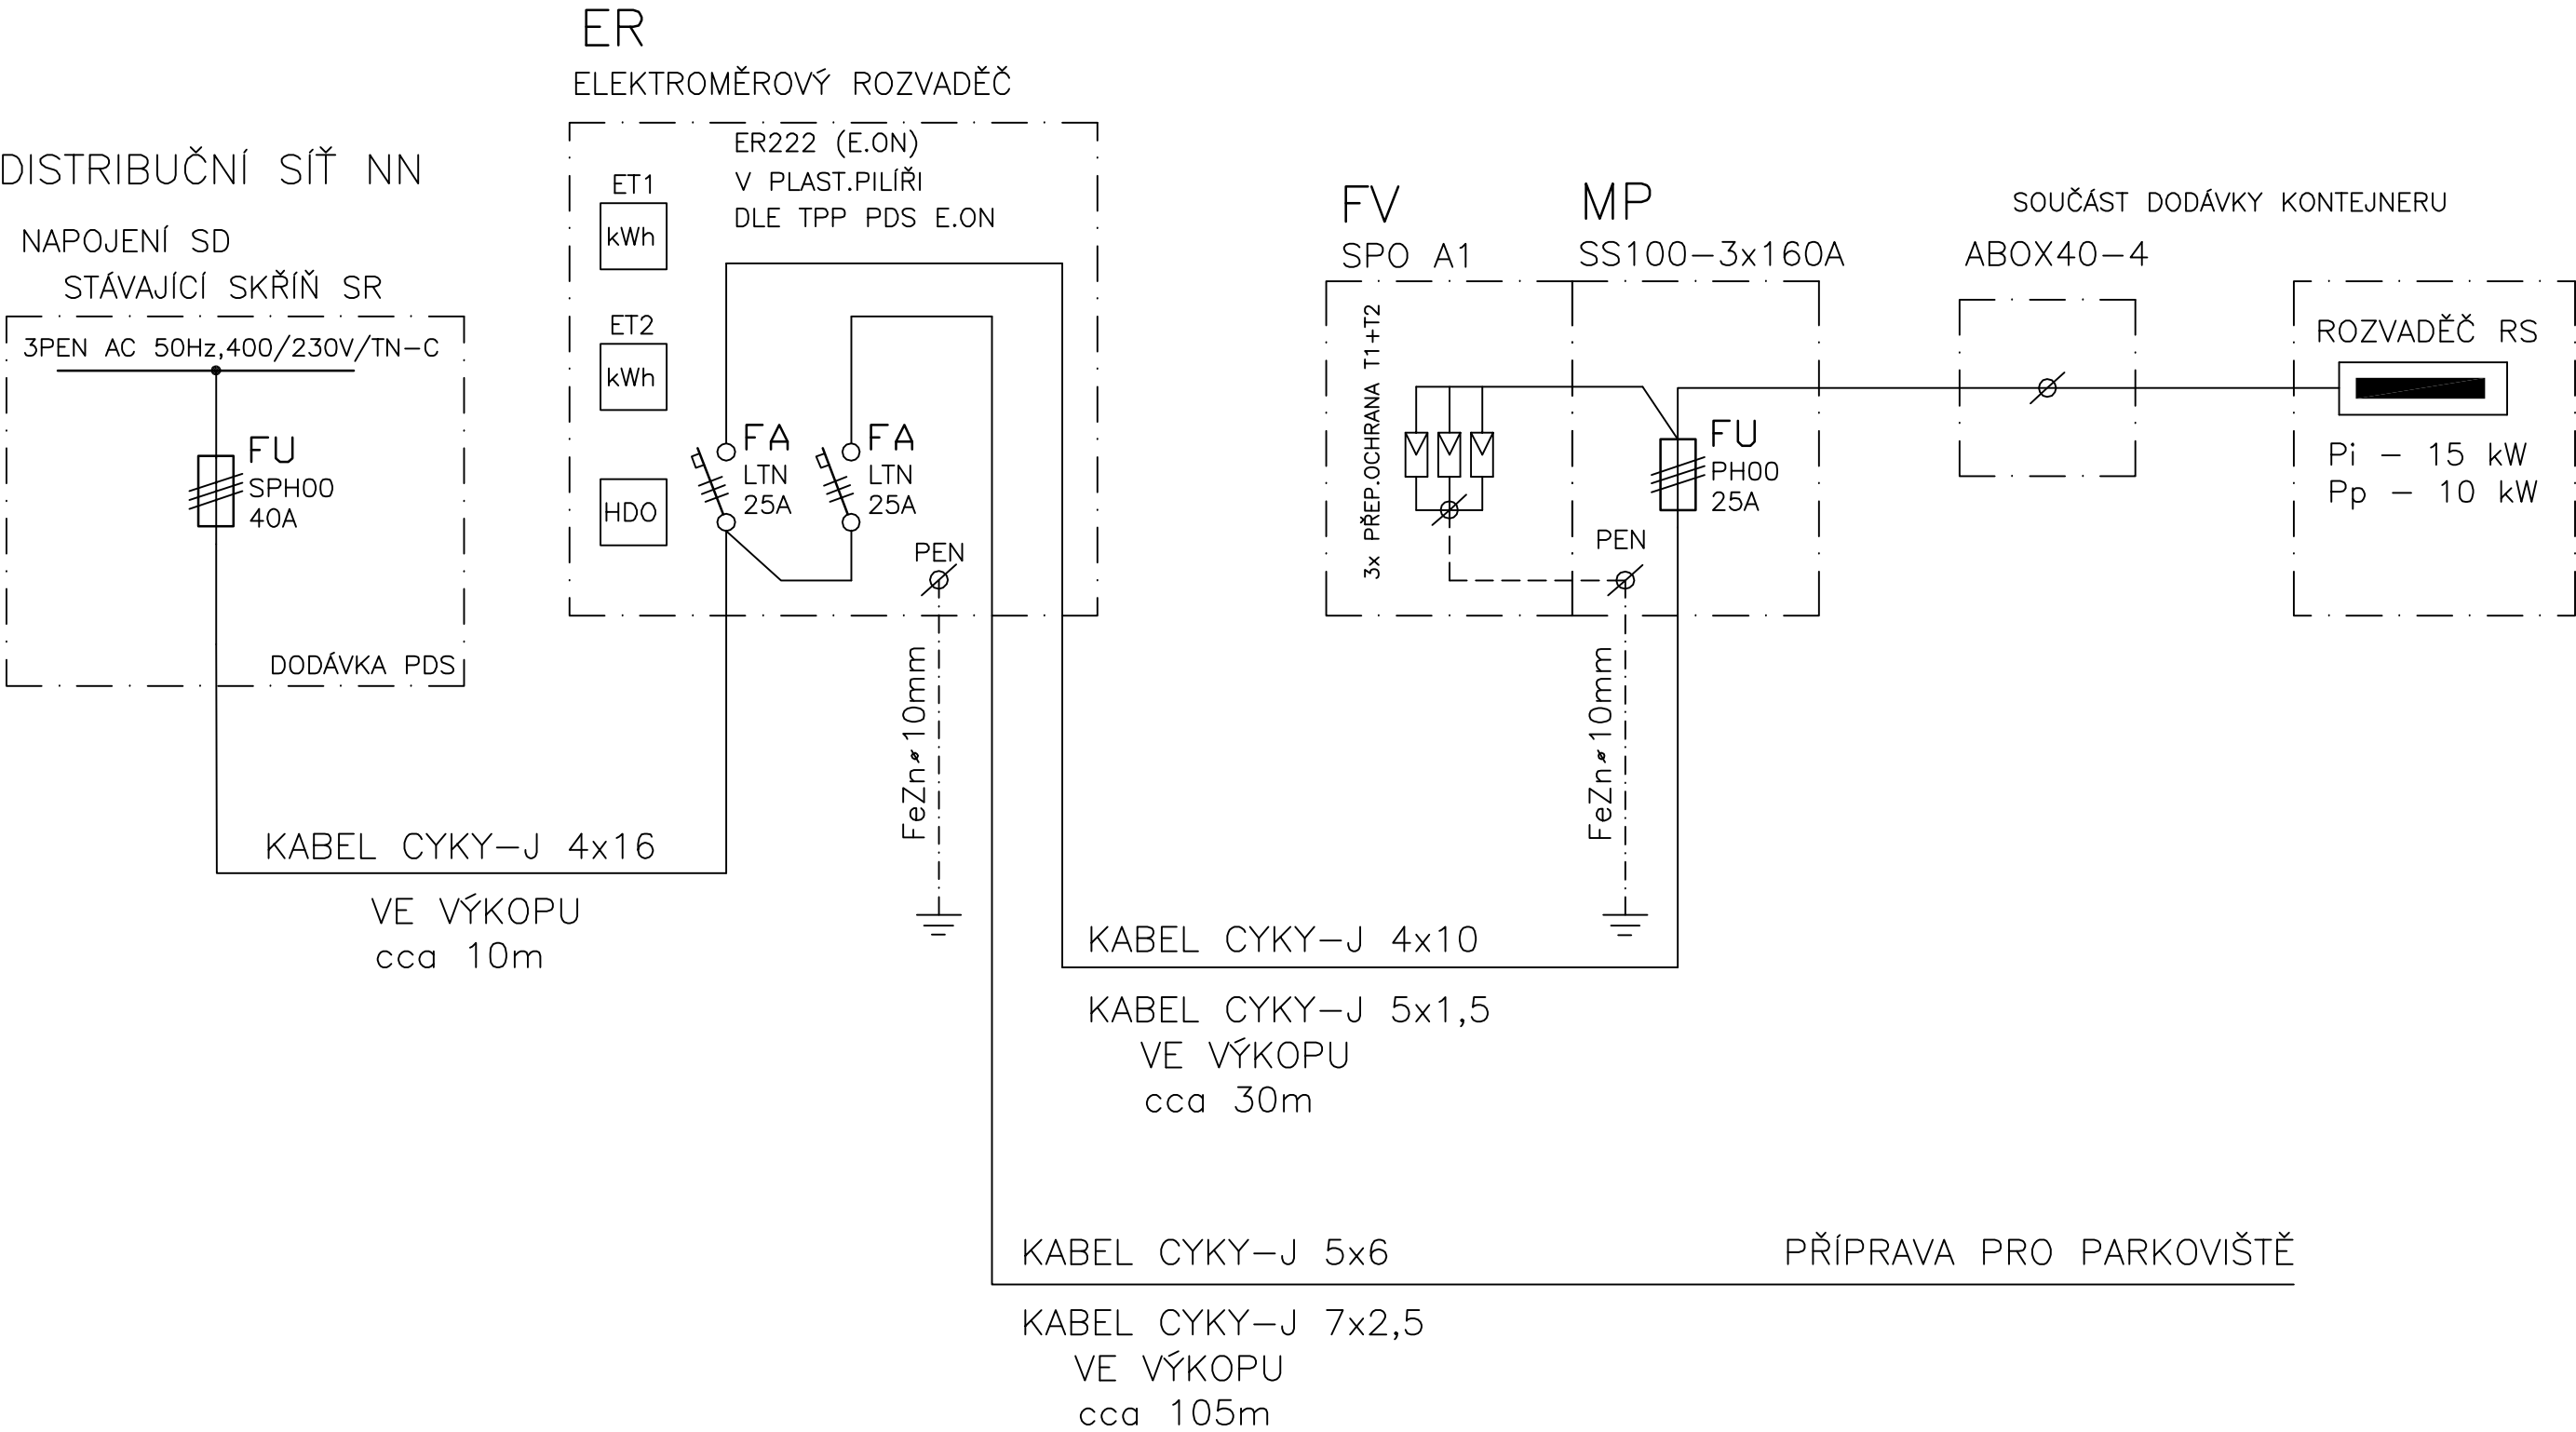 DISTRIBUČNÍ SÍŤ NN
NAPOJENÍ SD
STÁVAJÍCÍ SKŘÍŇ SR
3PEN AC 50Hz,400/230V/TN-C
FU
SPH00
40A
DODÁVKA PDS
KABEL CYKY-J 4x16
VE VÝKOPU
cca 10m
ER
ELEKTROMĚROVÝ ROZVADĚČ
ER222 (E.ON)
V PLAST.PILÍŘI
DLE TPP PDS E.ON
ET1
kWh
ET2
kWh
HDO
FA
LTN
25A
FA
LTN
25A
PEN
FeZnø10mm
FV
SPO A1
3x PŘEP.OCHRANA T1+T2
MP
SS100-3x160A
FU
PH00
25A
PEN
FeZnø10mm
KABEL CYKY-J 4x10
KABEL CYKY-J 5x1,5
VE VÝKOPU
cca 30m
SOUČÁST DODÁVKY KONTEJNERU
ABOX40-4
ROZVADĚČ RS
Pi - 15 kW
Pp - 10 kW
KABEL CYKY-J 5x6
PŘÍPRAVA PRO PARKOVIŠTĚ
KABEL CYKY-J 7x2,5
VE VÝKOPU
cca 105m